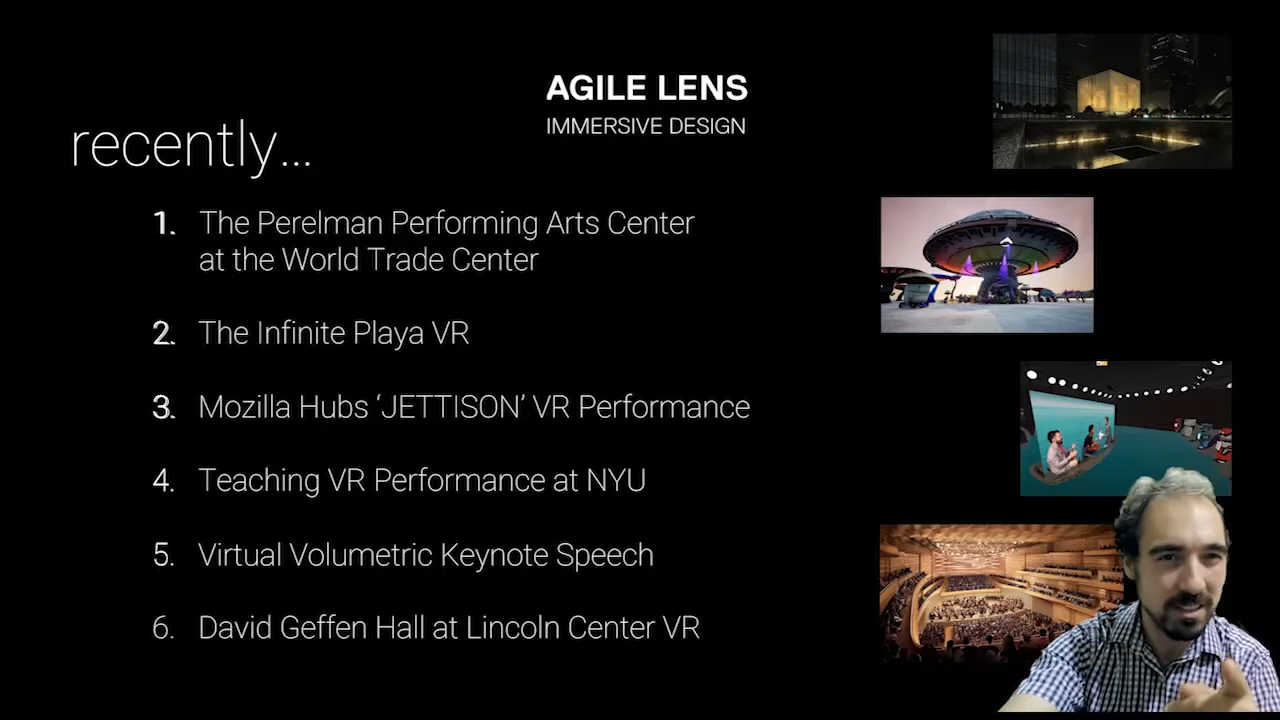 AGILE LENS
IMMERSIVE DESIGN
recently...
1. The Perelman Performing Arts Center
at the World Trade Center
2. The Infinite Playa VR
3. Mozilla Hubs ‘JETTISON’ VR Performance
4. Teaching VR Performance at NYU
5. Virtual Volumetric Keynote Speech
6. David Geffen Hall at Lincoln Center VR